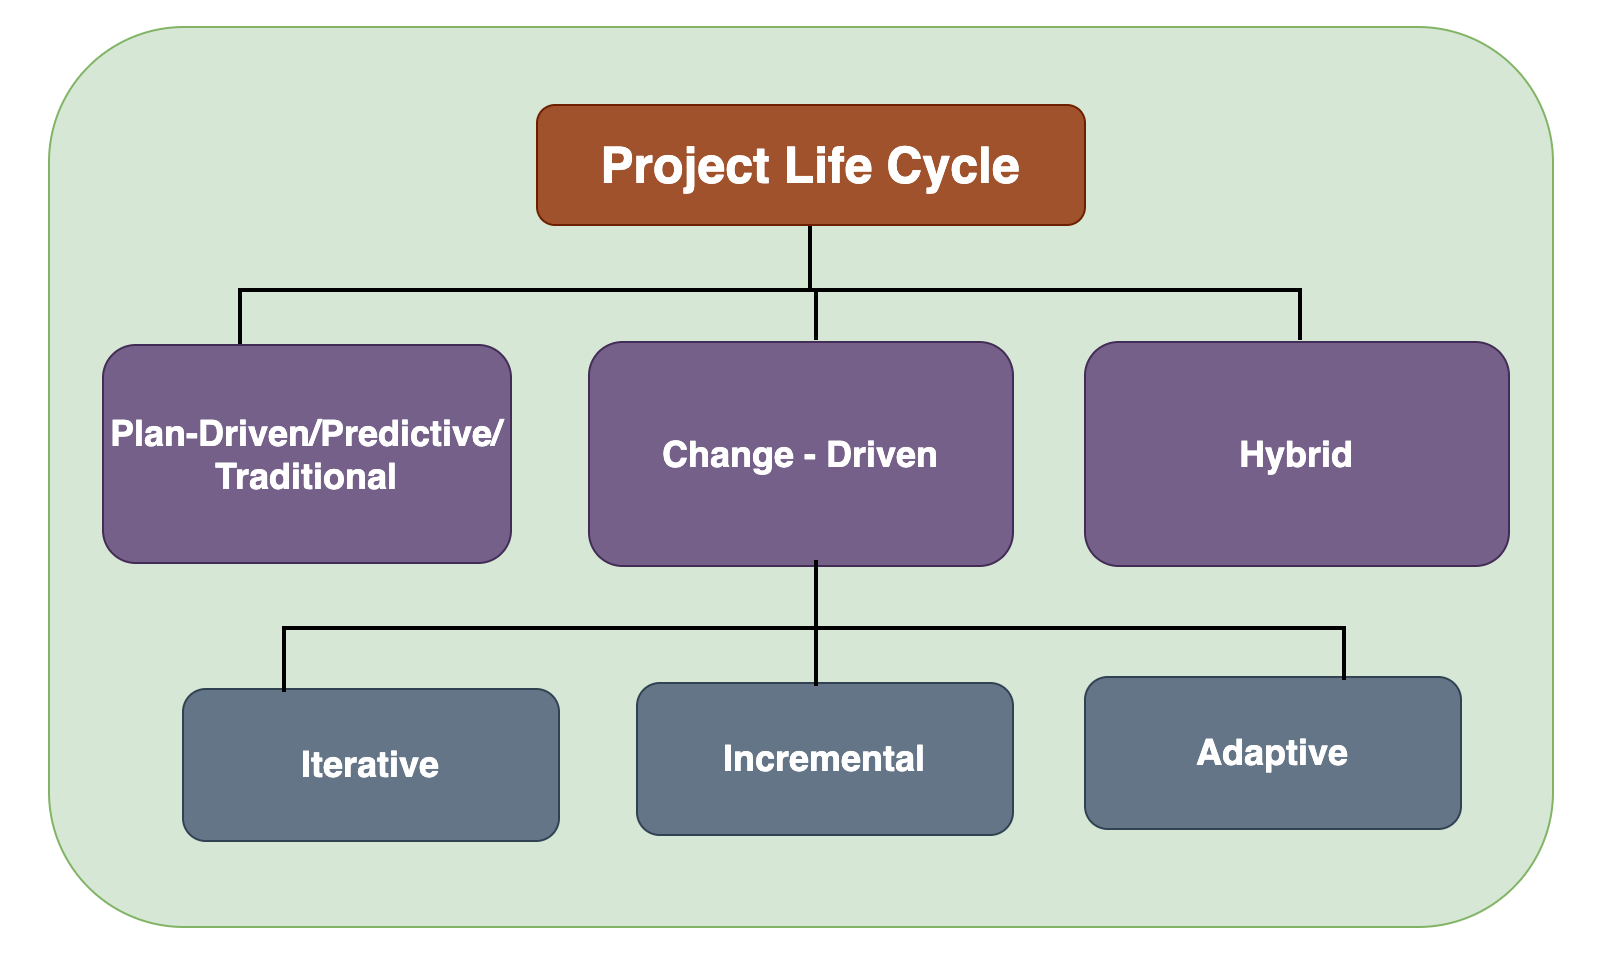 Project Life Cycle
Plan-Driven/Predictive/
Traditional
Change - Driven
Hybrid
Iterative
Incremental
Adaptive